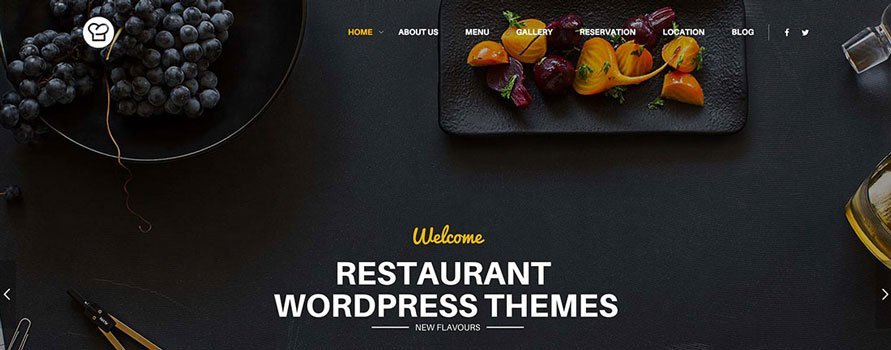 HOME ABOUT US MENU GALLERY RESERVATION LOCATION BLOG
Welcome
RESTAURANT
WORDPRESS THEMES
NEW FLAVOURS